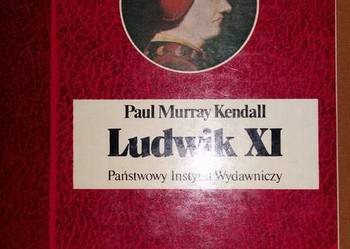 Paul Murray Kendall
Ludwik XI
Państwowy Instytut Wydawniczy